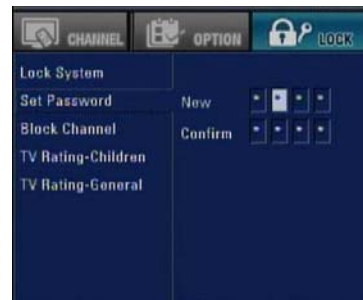 CHANNEL OPTION LOCK
Lock System
Set Password New * * * *
Block Channel Confirm * * * *
TV Rating-Children
TV Rating-General